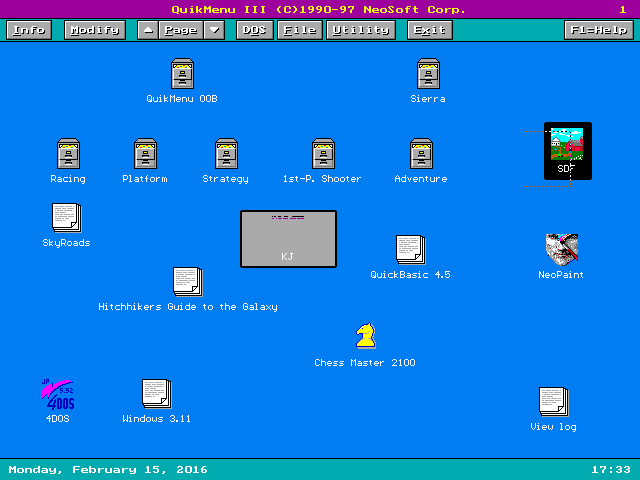 QuikMenu III (C)1990-97 NeoSoft Corp. 1
Info Modify Page DOS File Utility Exit F1=Help
QuikMenu OOB Sierra
Racing Platform Strategy 1st-P. Shooter Adventure
SkyRoads
KJ
QuickBasic 4.5 NeoPaint
Hitchhikers Guide to the Galaxy
Chess Master 2100
JP 5.52
4DOS
4DOS Windows 3.11
View log
Monday, February 15, 2016 17:33